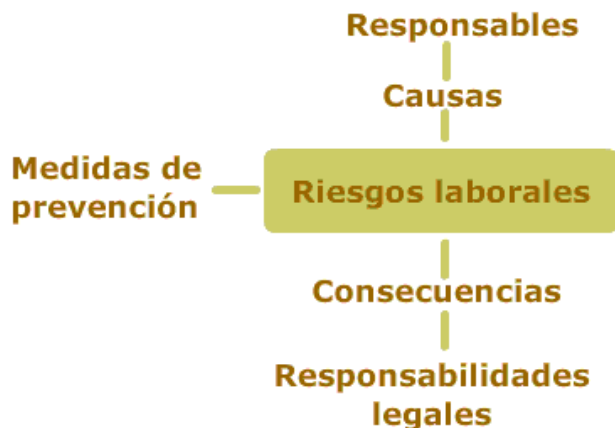 Responsables
Causas
Medidas de
prevención
Riesgos laborales
Consecuencias
Responsabilidades
legales